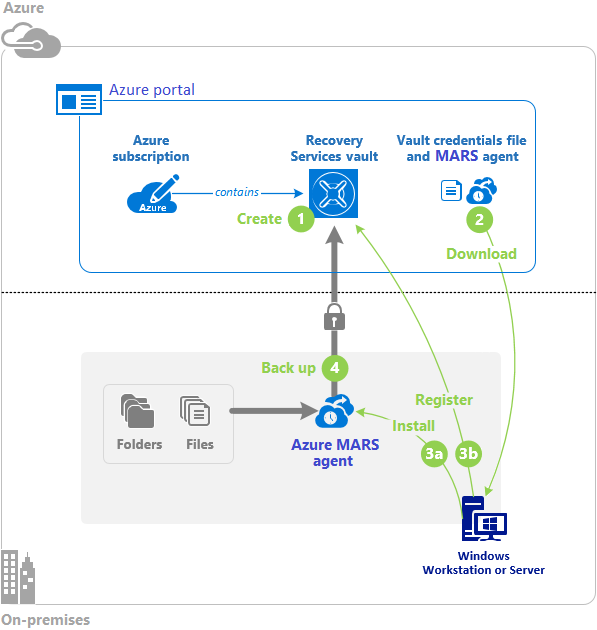 Azure
Azure portal
Azure
subscription
Recovery
Services vault
Vault credentials file
and MARS agent
Azure
contains
Create 1
2
Download
Back up 4
Register
Install
Folders
Files
Azure MARS
agent
3a
3b
Windows
Workstation or Server
On-premises